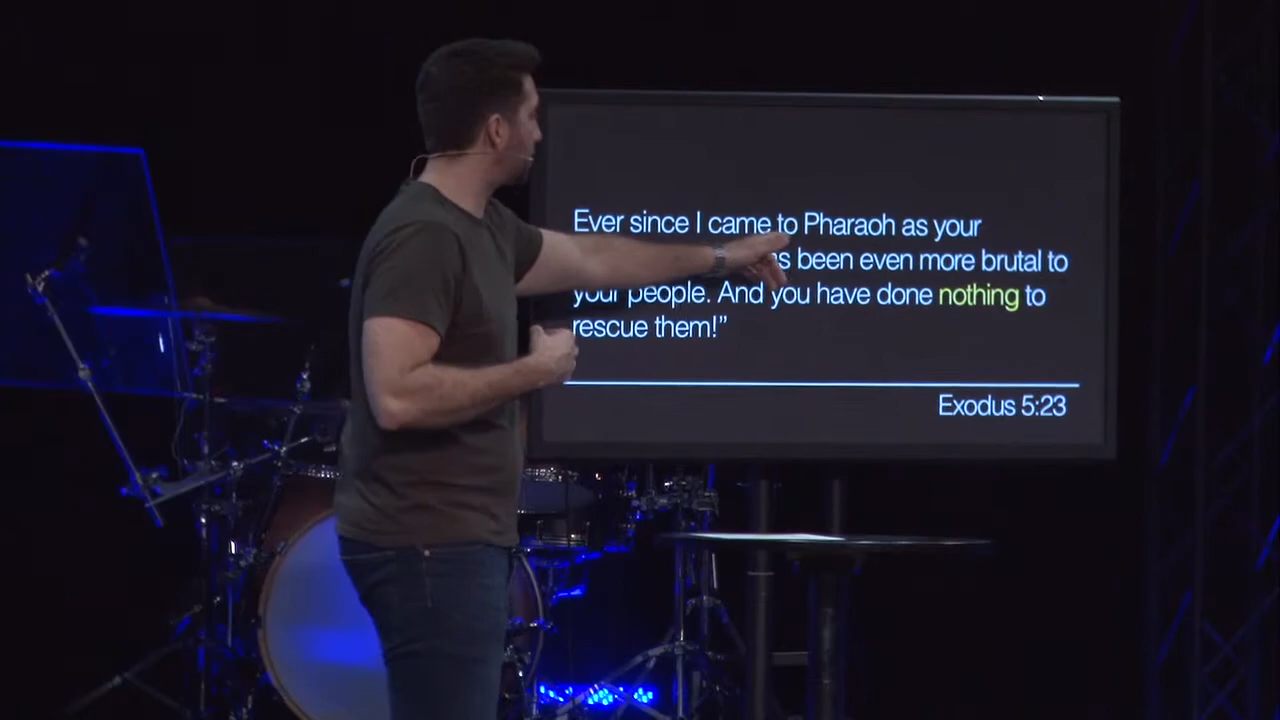 Ever since I came to Pharaoh as your
been even more brutal to
your people. And you have done nothing to
rescue them!”
Exodus 5:23